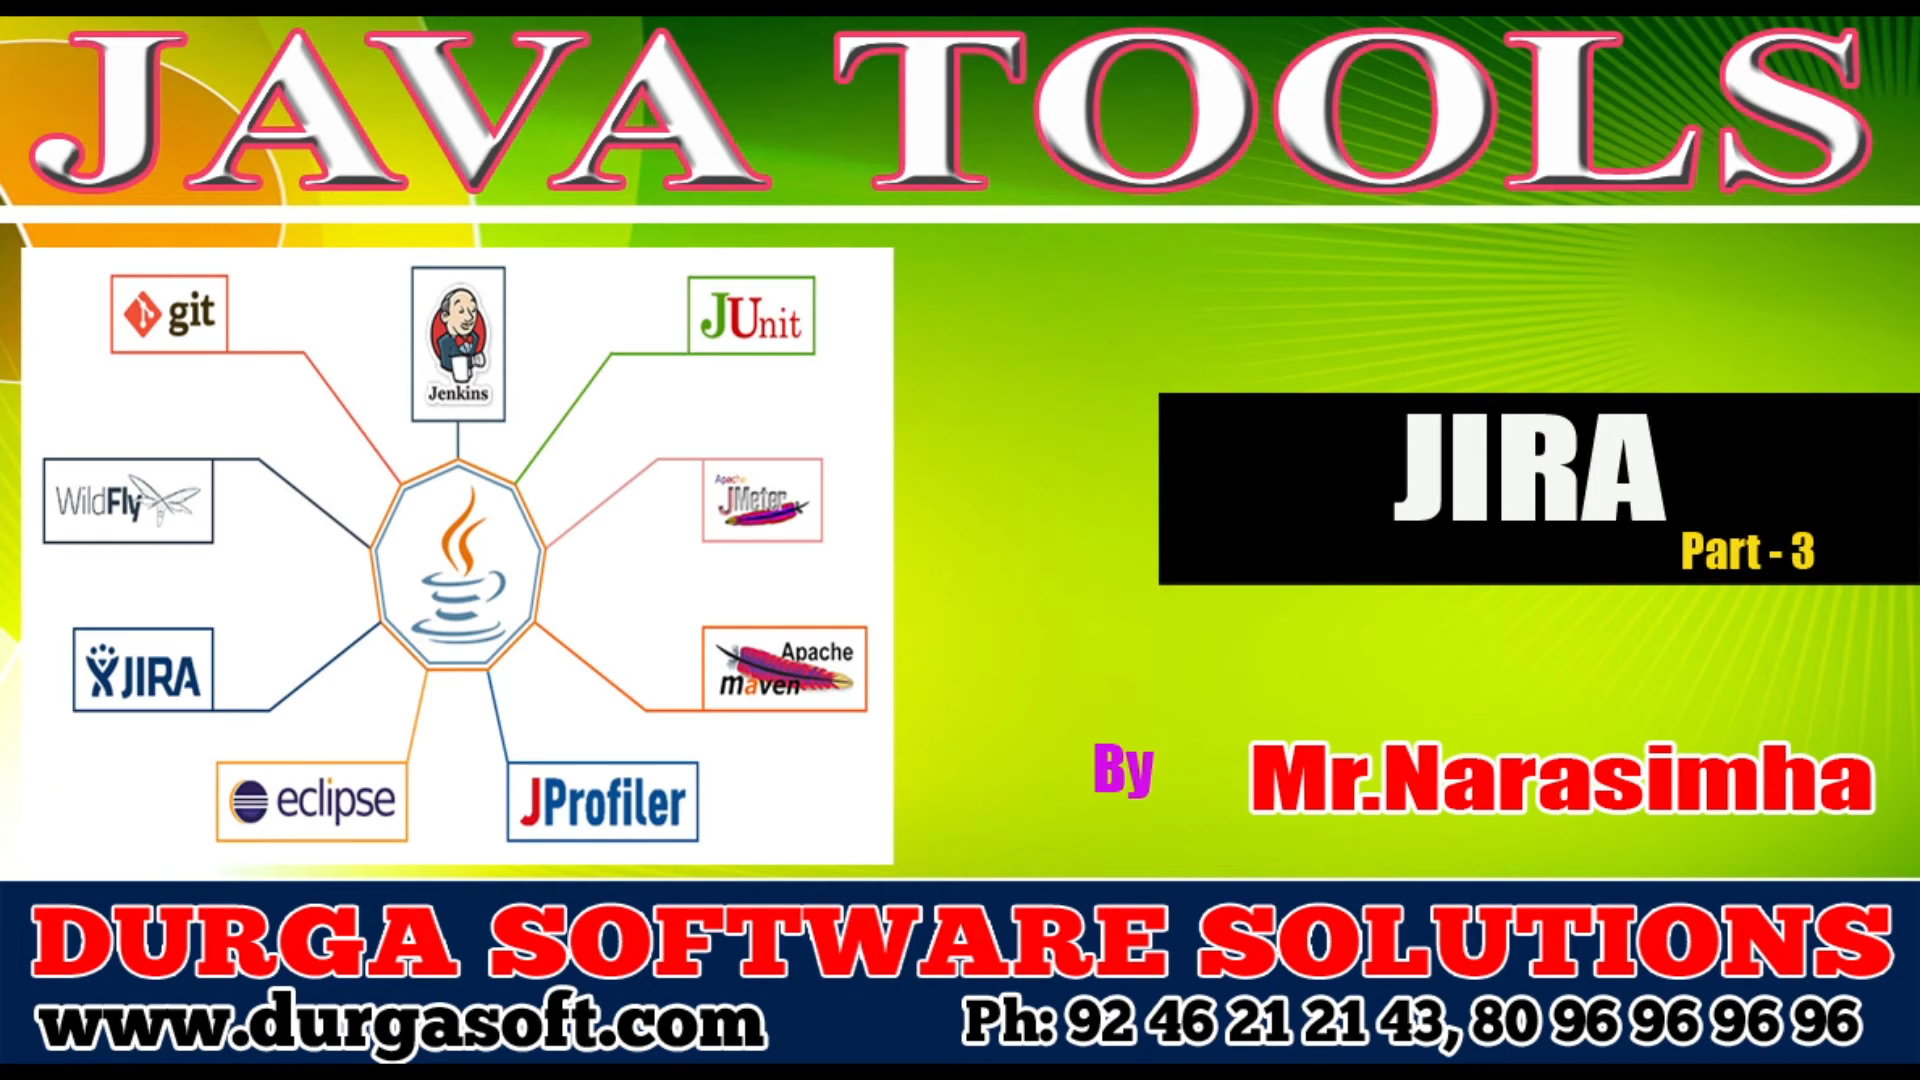 JAVA TOOLS
git
Jenkins
JUnit
WildFly
Apache
JMeter
JIRA
Apache
maven
eclipse
JProfiler
JIRA
Part - 3
By Mr.Narasimha
DURGA SOFTWARE SOLUTIONS
www.durgasoft.com Ph: 92 46 21 21 43, 80 96 96 96 96